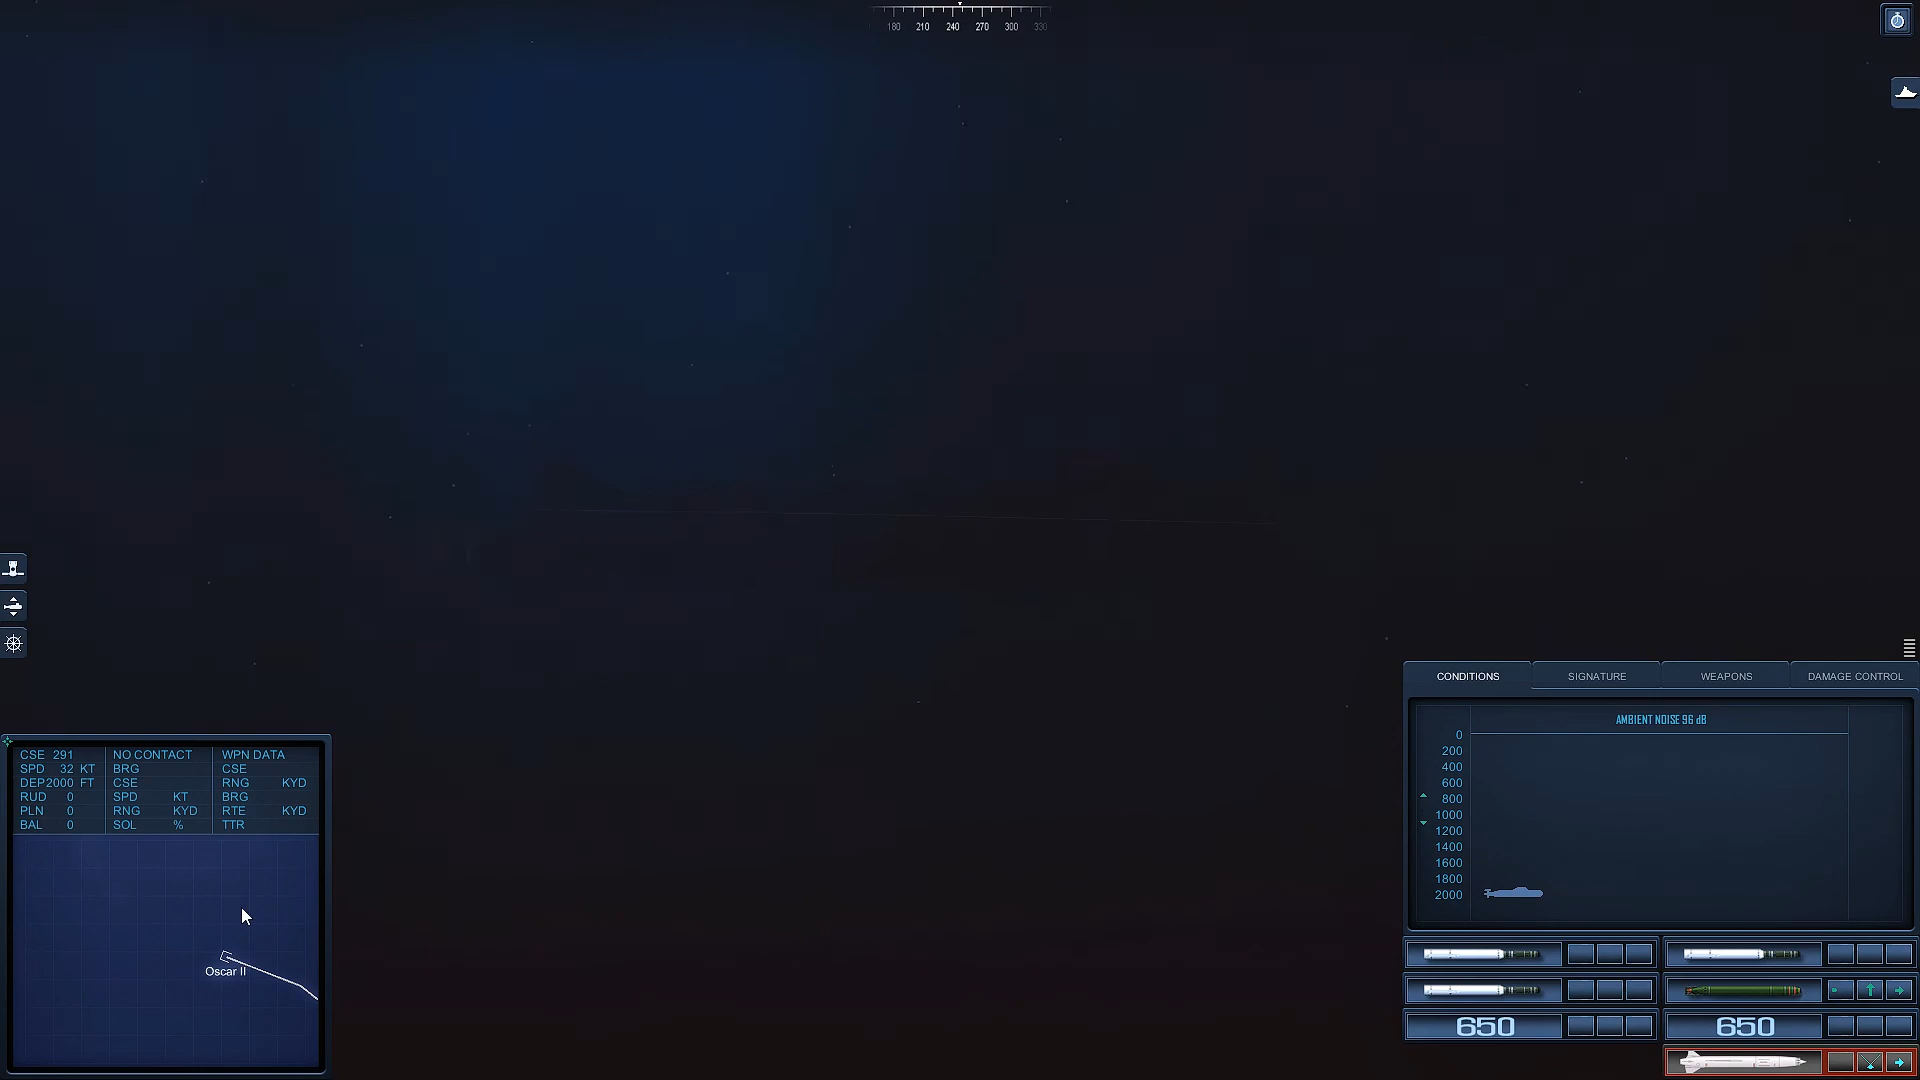 180 210 240 270 300 330
CONDITIONS SIGNATURE WEAPONS DAMAGE CONTROL
AMBIENT NOISE 96 dB
0
200
400
600
800
1000
1200
1400
1600
1800
2000
CSE 291 NO CONTACT WPN DATA
SPD 32 KT BRG CSE
DEP2000 FT CSE RNG KYD
RUD 0 SPD KT BRG
PLN 0 RNG KYD RTE KYD
BAL 0 SOL % TTR
Oscar II
650 650